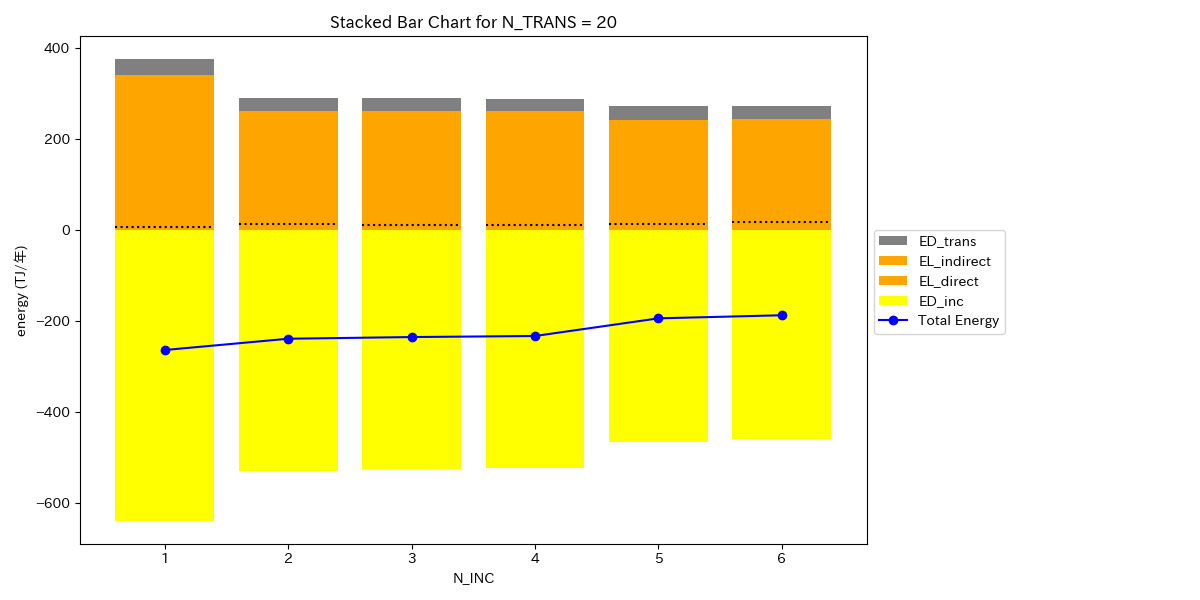 Stacked Bar Chart for N_TRANS = 20
energy (TJ/年)
400
200
0
−200
−400
−600
1 2 3 4 5 6
N_INC
ED_trans
EL_indirect
EL_direct
ED_inc
Total Energy